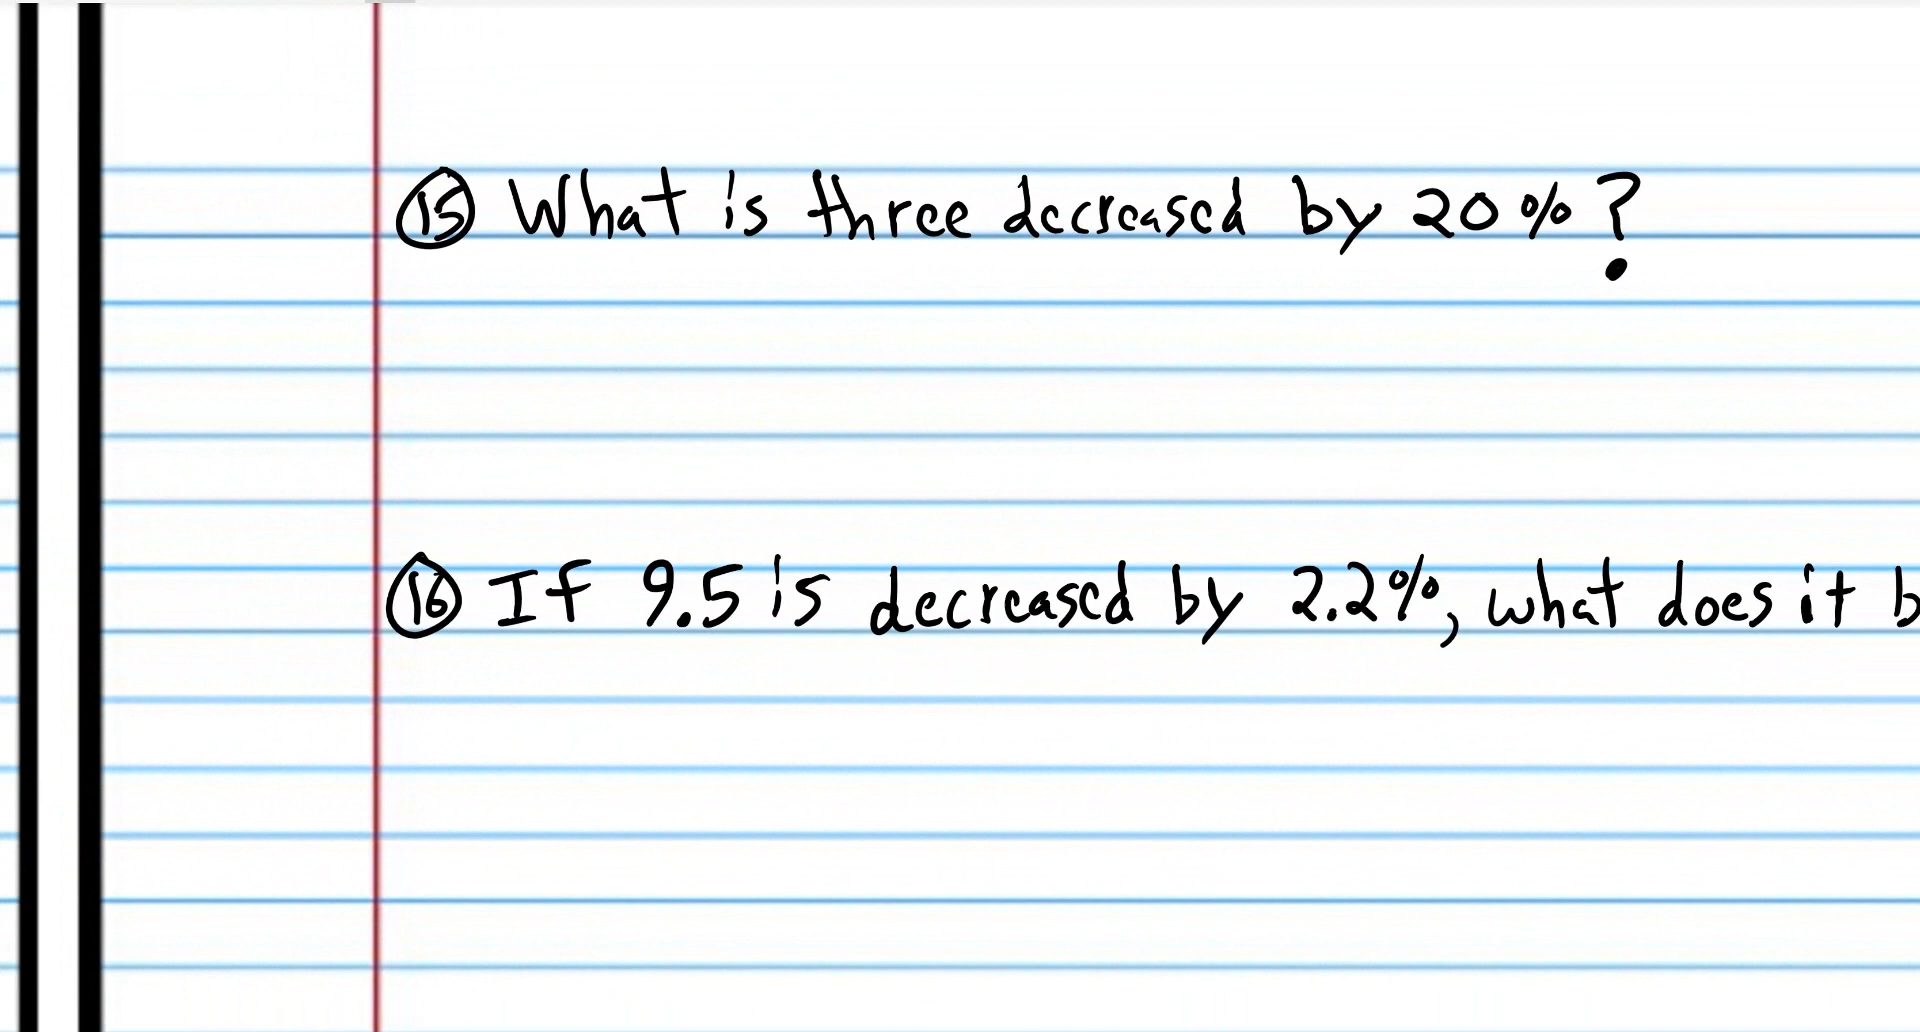 15 What is three decreased by 20%?
16 If 9.5 is decreased by 2.2%, what does it b